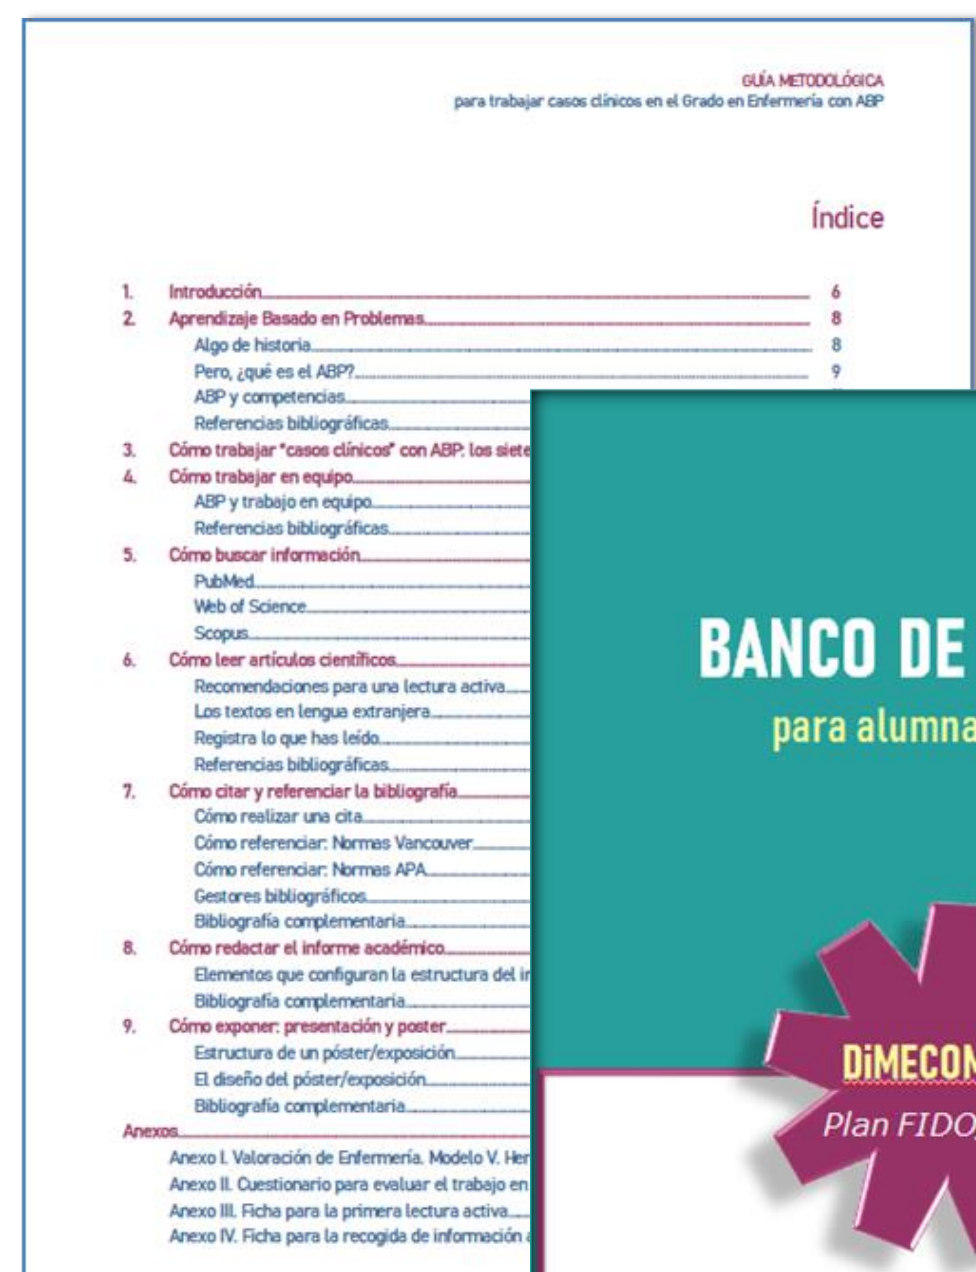 GUÍA METODOLÓGICA
para trabajar casos clínicos en el Grado en Enfermería con ABP
Índice
1. Introducción 6
2. Aprendizaje Basado en Problemas 8
Algo de historia 8
Pero, ¿qué es el ABP? 9
ABP y competencias
Referencias bibliográficas
3. Cómo trabajar "casos clínicos" con ABP: los siete
4. Cómo trabajar en equipo
ABP y trabajo en equipo
Referencias bibliográficas
5. Cómo buscar información
PubMed
Web of Science
Scopus
6. Cómo leer artículos científicos
Recomendaciones para una lectura activa
Los textos en lengua extranjera
Registra lo que has leído
Referencias bibliográficas
7. Cómo citar y referenciar la bibliografía
Cómo realizar una cita
Cómo referenciar: Normas Vancouver
Cómo referenciar: Normas APA
Gestores bibliográficos
Bibliografía complementaria
8. Cómo redactar el informe académico
Elementos que configuran la estructura del
Bibliografía complementaria
9. Cómo exponer: presentación y poster
Estructura de un póster/exposición
El diseño del póster/exposición
Bibliografía complementaria
Anexos
Anexo I. Valoración de Enfermería. Modelo V.
Anexo II. Cuestionario para evaluar el trabajo en
Anexo III. Ficha para la primera lectura activa
Anexo IV. Ficha para la recogida de información
BANCO DE
para alumna
DiMECON
Plan FIDO